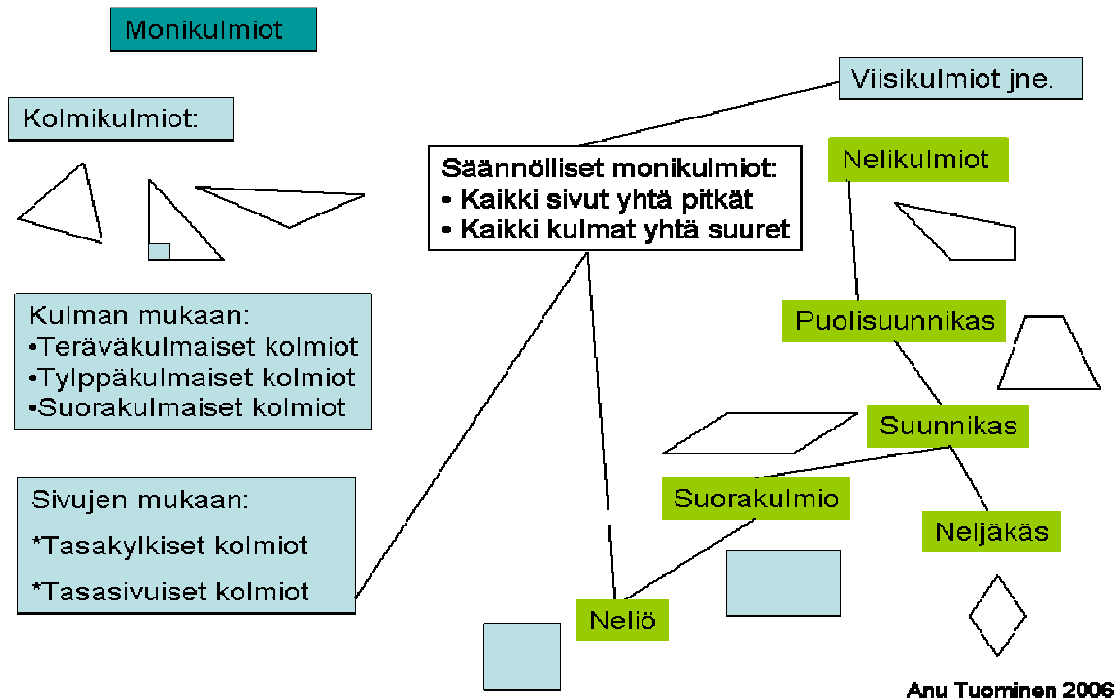 Monikulmiot
Viisikulmiot jne.
Kolmikulmiot:
Säännölliset monikulmiot:
• Kaikki sivut yhtä pitkät
• Kaikki kulmat yhtä suuret
Nelikulmiot
Kulman mukaan:
•Teräväkulmaiset kolmiot
•Tylppäkulmaiset kolmiot
•Suorakulmaiset kolmiot
Puolisuunnikas
Suunnikas
Sivujen mukaan:
*Tasakylkiset kolmiot
*Tasasivuiset kolmiot
Suorakulmio
Neljäkäs
Neliö
Anu Tuominen 2006